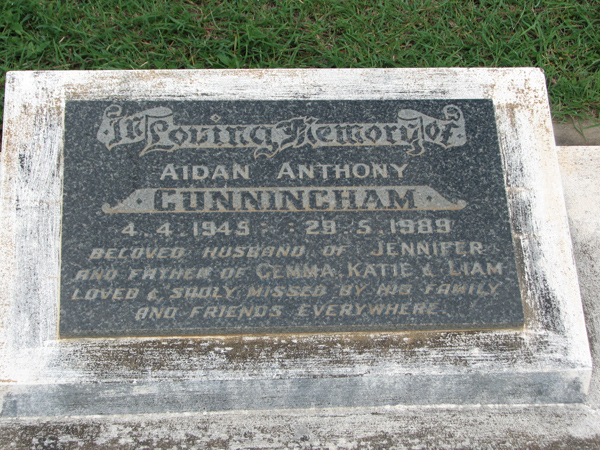 In Loving Memory of
AIDAN ANTHONY
CUNNINGHAM
4.4.1943 - 29.5.1989
BELOVED HUSBAND OF JENNIFER
AND FATHER OF GEMMA, KATIE & LIAM
LOVED & SADLY MISSED BY HIS FAMILY
AND FRIENDS EVERYWHERE.